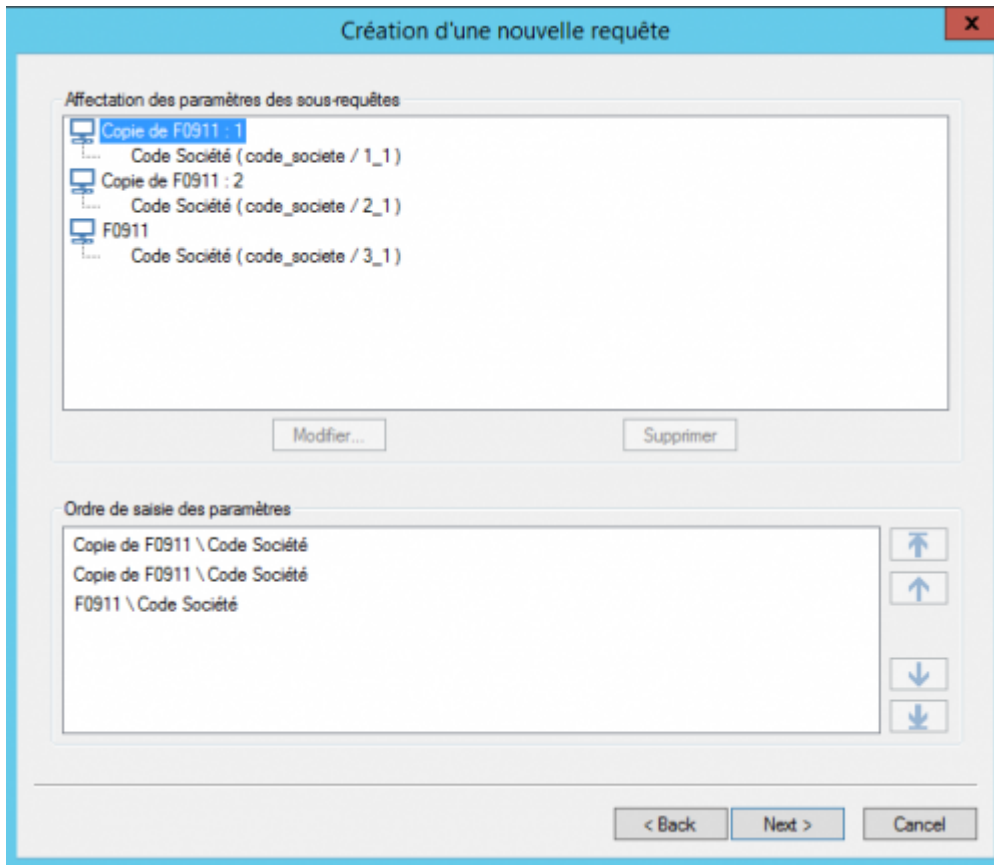 Création d'une nouvelle requête
x
Affectation des paramètres des sous-requêtes
Copie de F0911 : 1
Code Société ( code_societe / 1_1 )
Copie de F0911 : 2
Code Société ( code_societe / 2_1 )
F0911
Code Société ( code_societe / 3_1 )
Modifier... Supprimer
Ordre de saisie des paramètres
Copie de F0911 \ Code Société
Copie de F0911 \ Code Société
F0911 \ Code Société
< Back Next > Cancel